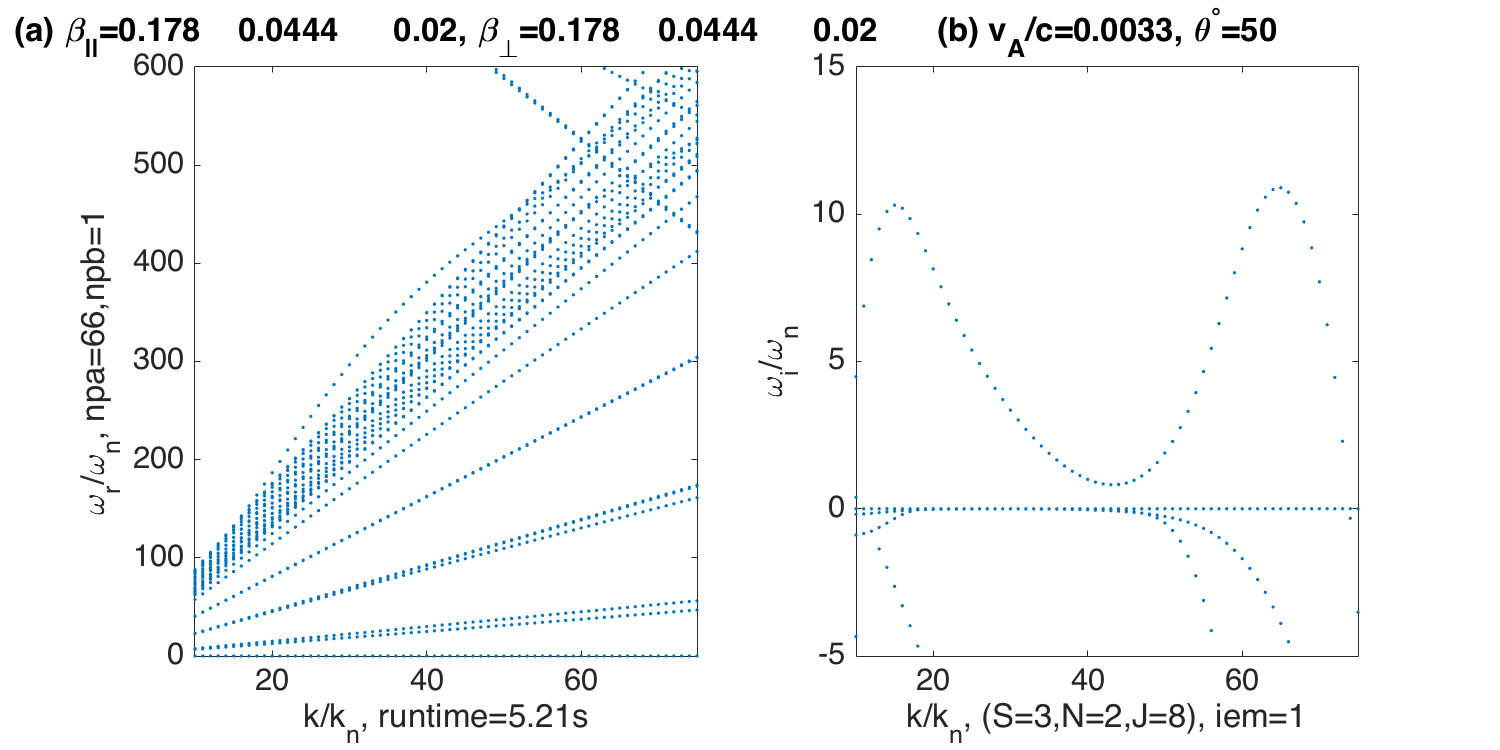 (a) β||=0.178 0.0444 0.02, β⊥=0.178 0.0444 0.02 (b) vA/c=0.0033, θ°=50
600
500
400
300
200
100
0
ωr/ωn, npa=66,npb=1
20 40 60
k/kn, runtime=5.21s
15
10
5
0
-5
ωi/ωn
20 40 60
k/kn, (S=3,N=2,J=8), iem=1